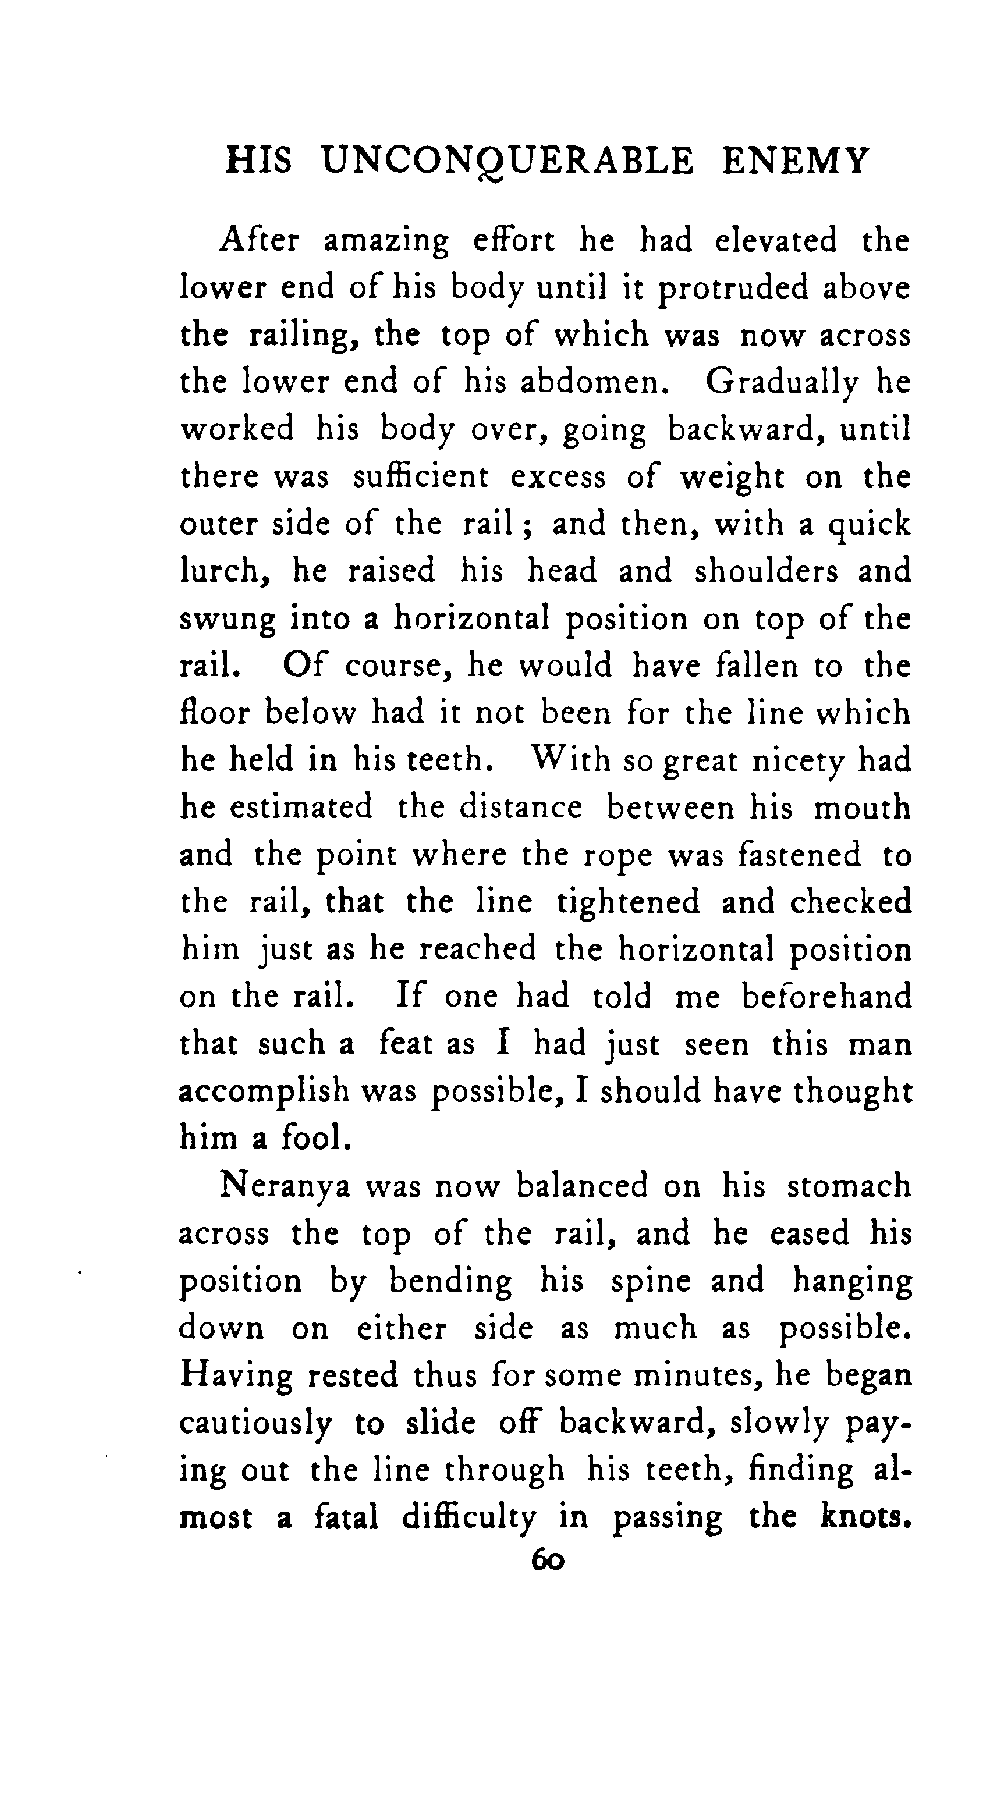 HIS UNCONQUERABLE ENEMY
After amazing effort he had elevated the
lower end of his body until it protruded above
the railing, the top of which was now across
the lower end of his abdomen. Gradually he
worked his body over, going backward, until
there was sufficient excess of weight on the
outer side of the rail ; and then, with a quick
lurch, he raised his head and shoulders and
swung into a horizontal position on top of the
rail. Of course, he would have fallen to the
floor below had it not been for the line which
he held in his teeth. With so great nicety had
he estimated the distance between his mouth
and the point where the rope was fastened to
the rail, that the line tightened and checked
him just as he reached the horizontal position
on the rail. If one had told me beforehand
that such a feat as I had just seen this man
accomplish was possible, I should have thought
him a fool.
Neranya was now balanced on his stomach
across the top of the rail, and he eased his
position by bending his spine and hanging
down on either side as much as possible.
Having rested thus for some minutes, he began
cautiously to slide off backward, slowly pay-
ing out the line through his teeth, finding al-
most a fatal difficulty in passing the knots.
60